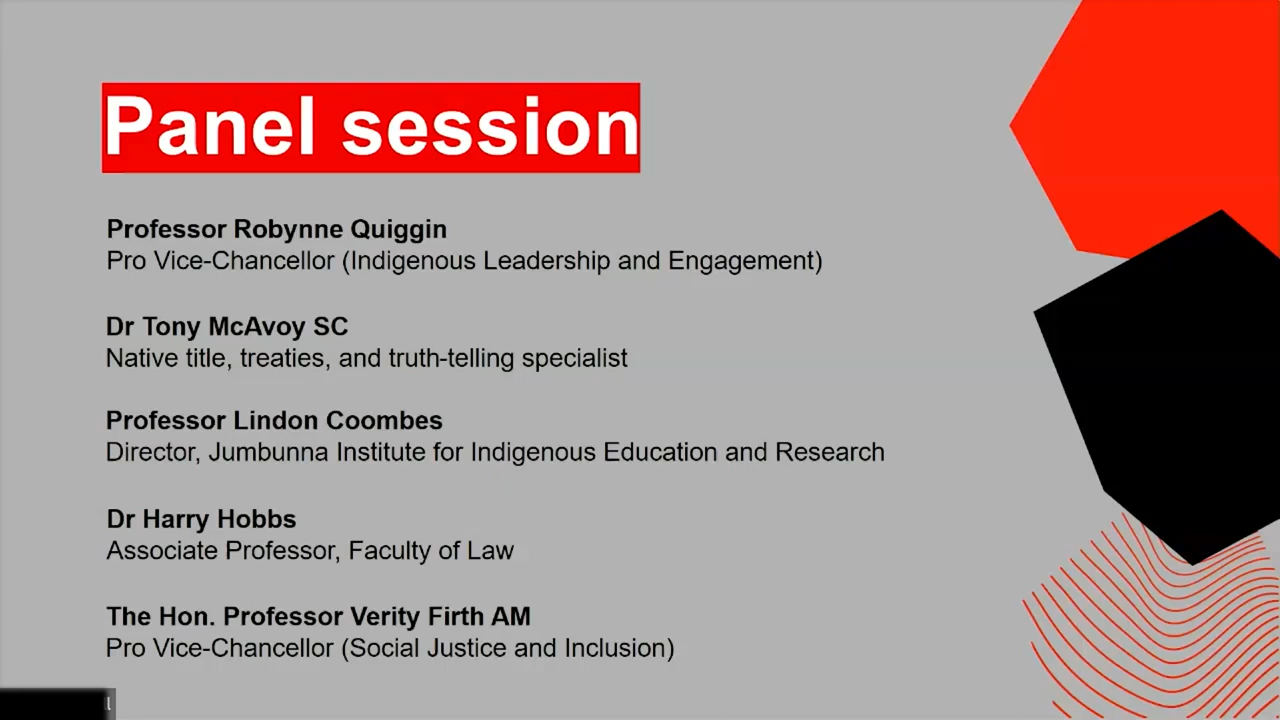 Panel session
Professor Robynne Quiggin
Pro Vice-Chancellor (Indigenous Leadership and Engagement)
Dr Tony McAvoy SC
Native title, treaties, and truth-telling specialist
Professor Lindon Coombes
Director, Jumbunna Institute for Indigenous Education and Research
Dr Harry Hobbs
Associate Professor, Faculty of Law
The Hon. Professor Verity Firth AM
Pro Vice-Chancellor (Social Justice and Inclusion)